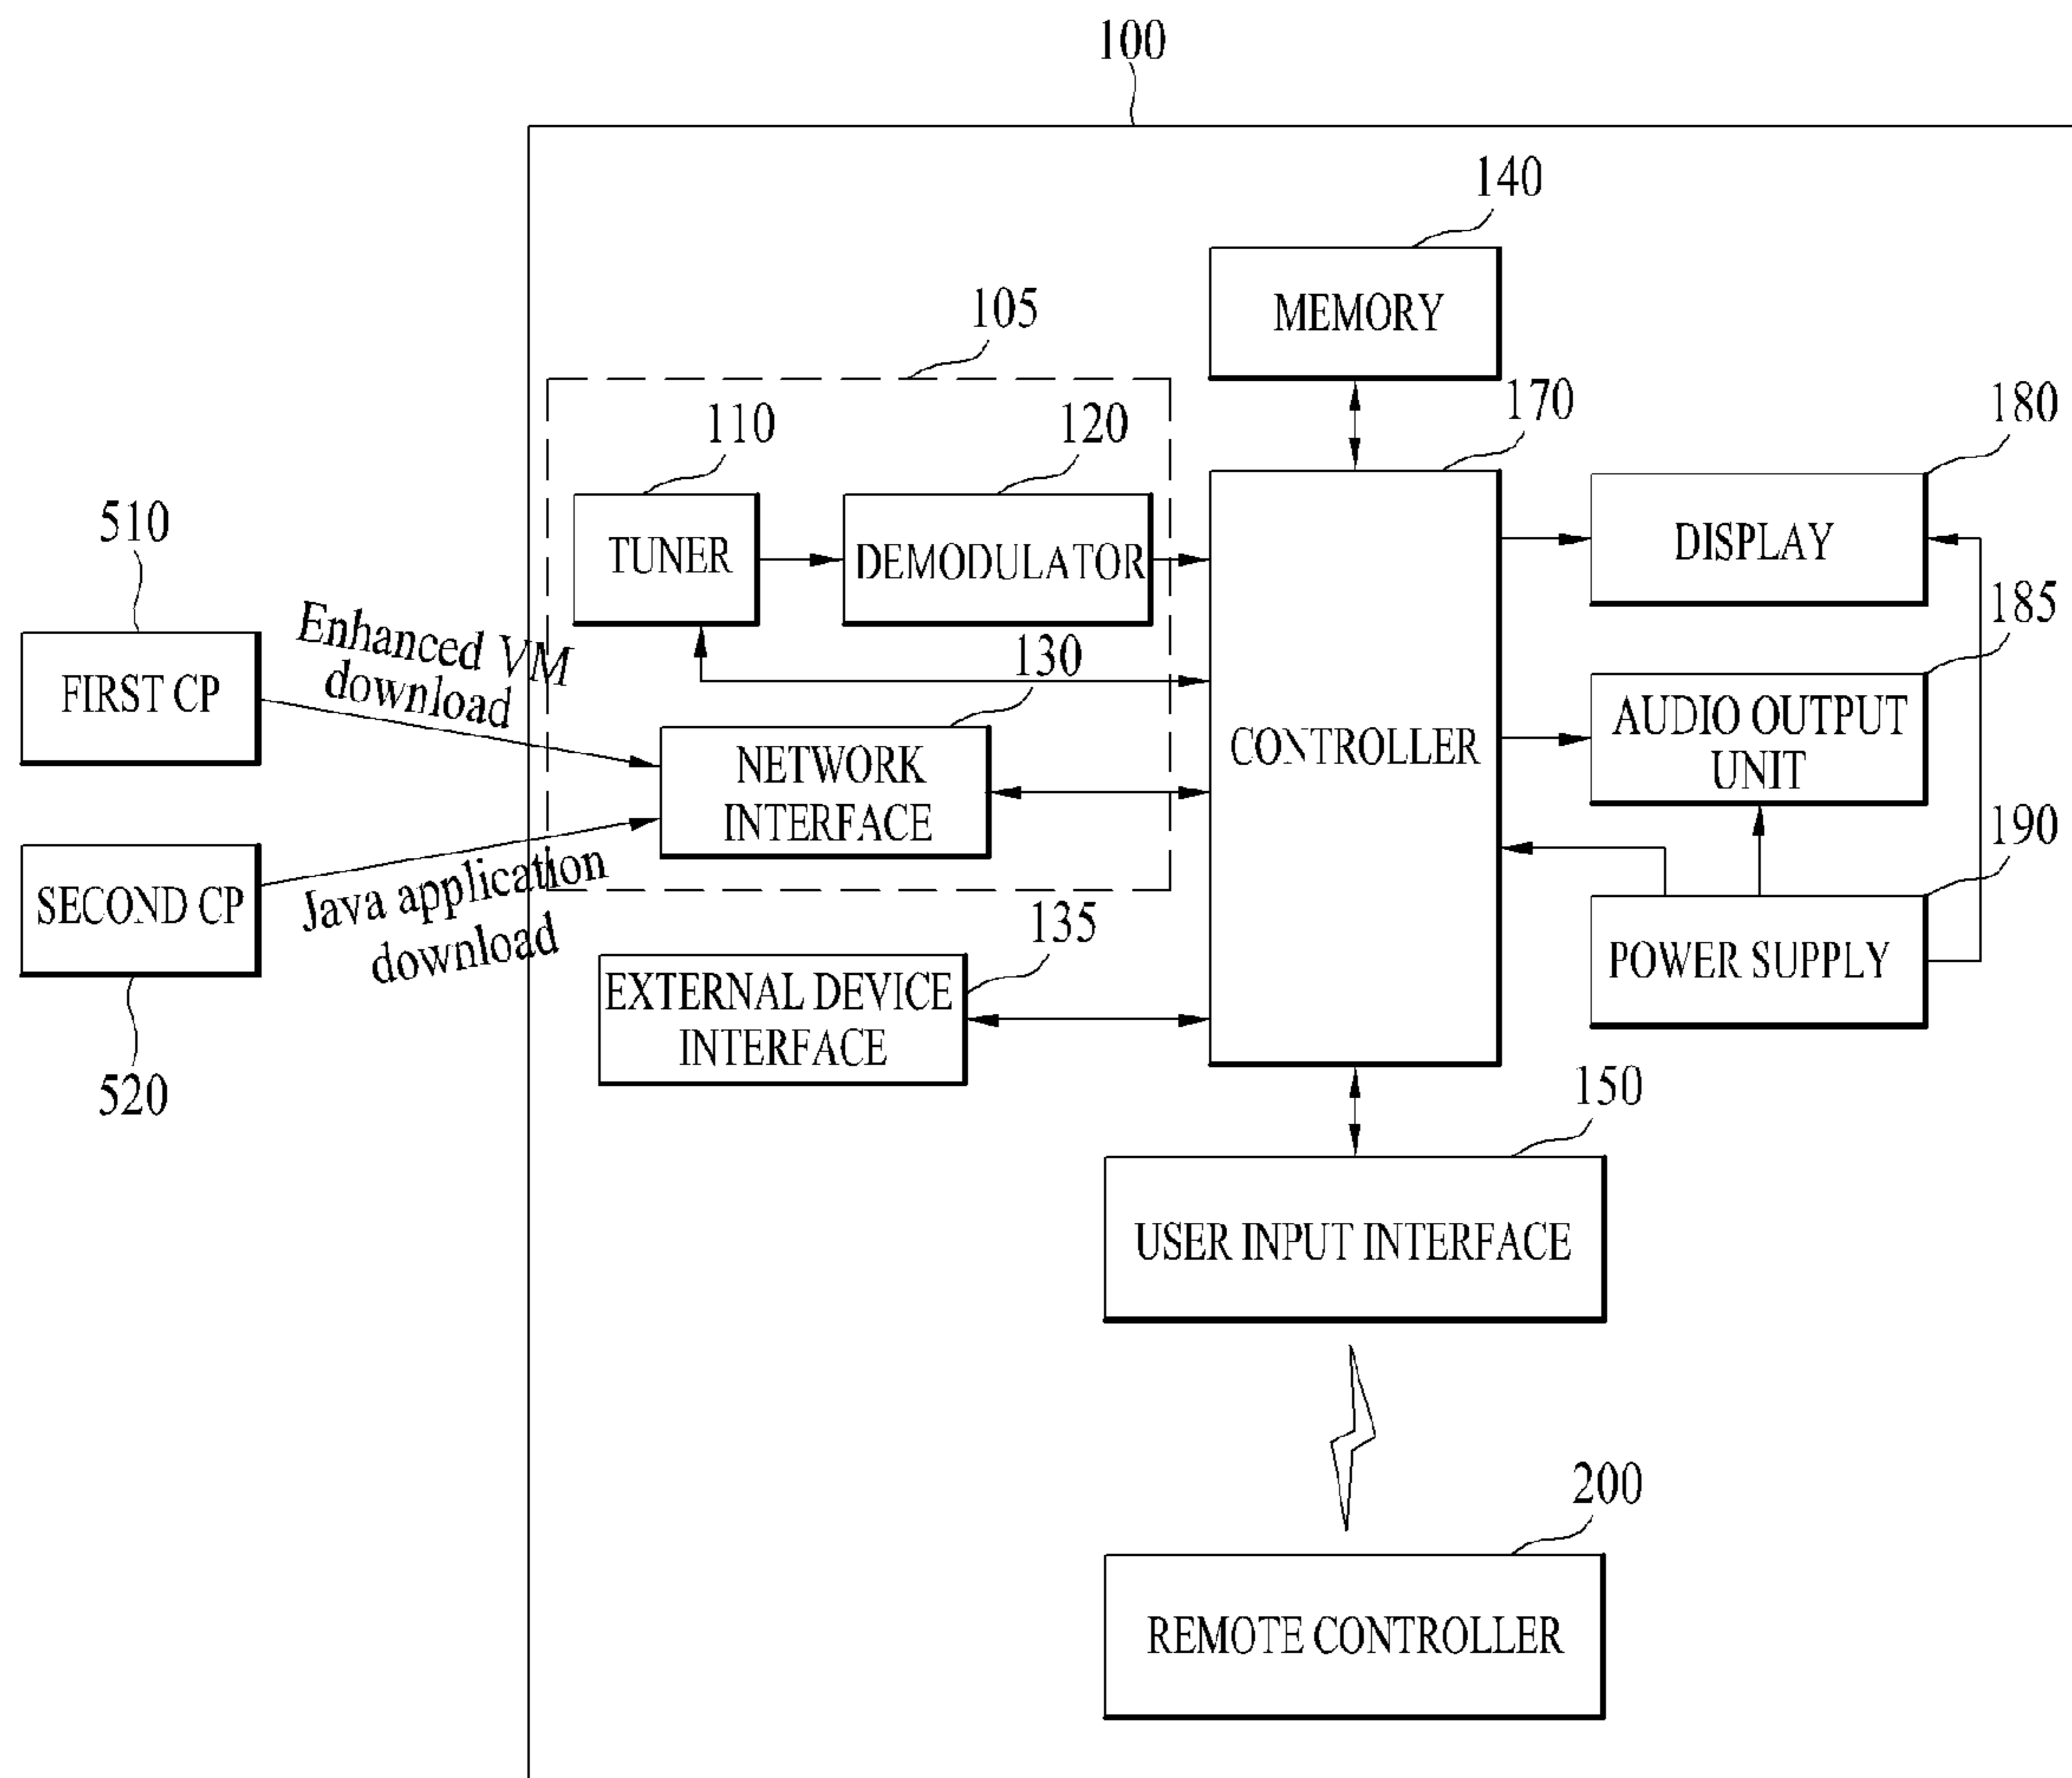 100
140
MEMORY
105
110
120
170
180
TUNER
DEMODULATOR
DISPLAY
510
FIRST CP
Enhanced VM
download
130
NETWORK
INTERFACE
CONTROLLER
185
AUDIO OUTPUT
UNIT
SECOND CP
520
Java application
download
190
POWER SUPPLY
135
EXTERNAL DEVICE
INTERFACE
150
USER INPUT INTERFACE
200
REMOTE CONTROLLER